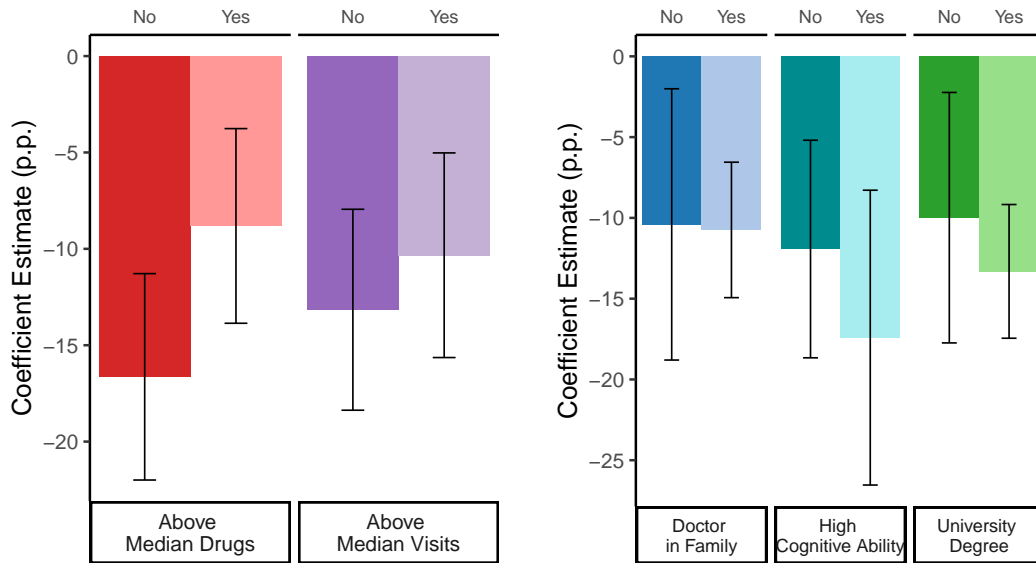 No Yes No Yes
0
−5
−10
−15
−20
Coefficient Estimate (p.p.)
Above
Median Drugs
Above
Median Visits
No Yes No Yes No Yes
0
−5
−10
−15
−20
−25
Coefficient Estimate (p.p.)
Doctor
in Family
High
Cognitive Ability
University
Degree